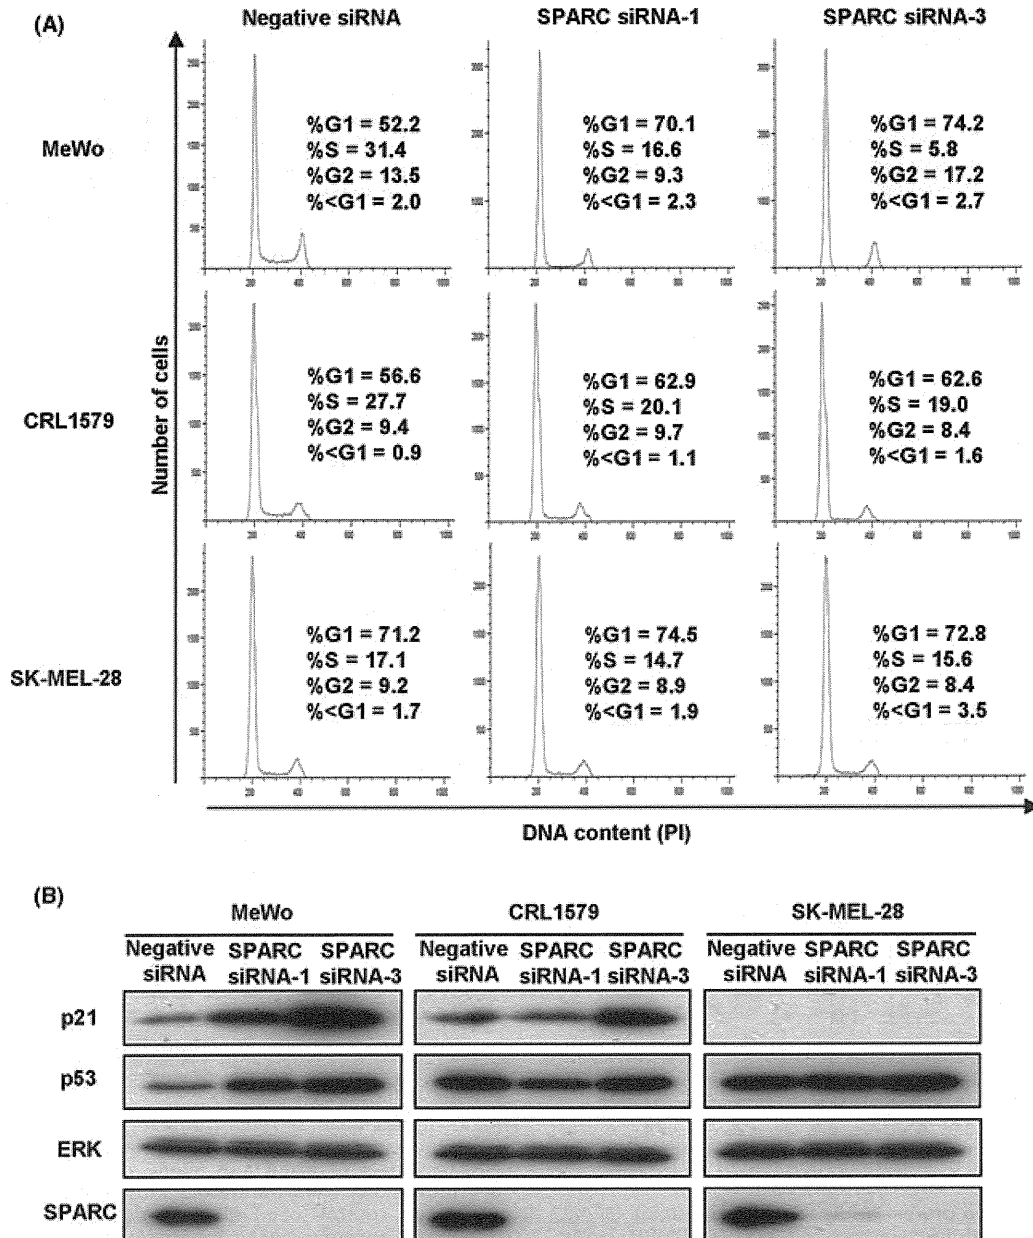 (A)
Negative siRNA
SPARC siRNA-1
SPARC siRNA-3
MeWo
%G1 = 52.2
%S = 31.4
%G2 = 13.5
%<G1 = 2.0
%G1 = 70.1
%S = 16.6
%G2 = 9.3
%<G1 = 2.3
%G1 = 74.2
%S = 5.8
%G2 = 17.2
%<G1 = 2.7
CRL1579
Number of cells
%G1 = 56.6
%S = 27.7
%G2 = 9.4
%<G1 = 0.9
%G1 = 62.9
%S = 20.1
%G2 = 9.7
%<G1 = 1.1
%G1 = 62.6
%S = 19.0
%G2 = 8.4
%<G1 = 1.6
SK-MEL-28
%G1 = 71.2
%S = 17.1
%G2 = 9.2
%<G1 = 1.7
%G1 = 74.5
%S = 14.7
%G2 = 8.9
%<G1 = 1.9
%G1 = 72.8
%S = 15.6
%G2 = 8.4
%<G1 = 3.5
DNA content (PI)
(B)
MeWo
CRL1579
SK-MEL-28
Negative siRNA
SPARC siRNA-1
SPARC siRNA-3
Negative siRNA
SPARC siRNA-1
SPARC siRNA-3
Negative siRNA
SPARC siRNA-1
SPARC siRNA-3
p21
p53
ERK
SPARC